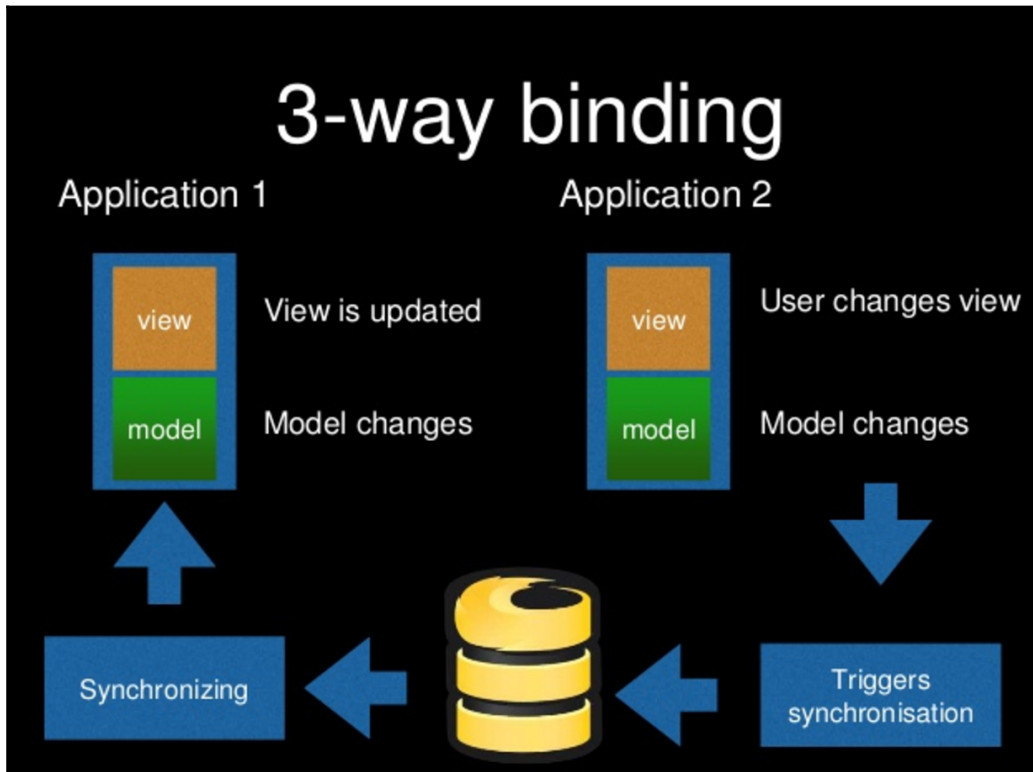 3-way binding
Application 1
Application 2
view
View is updated
model
Model changes
view
User changes view
model
Model changes
Synchronizing
Triggers
synchronisation